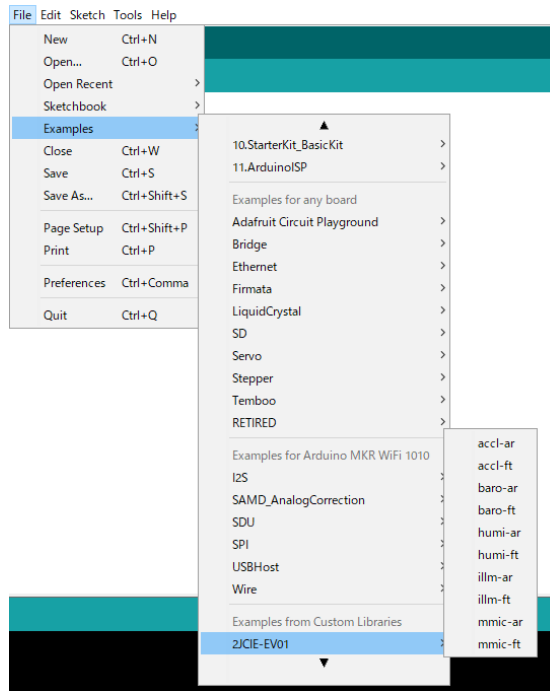 File Edit Sketch Tools Help
New Ctrl+N
Open... Ctrl+O
Open Recent
Sketchbook
Examples
Close Ctrl+W
Save Ctrl+S
Save As... Ctrl+Shift+S
Page Setup Ctrl+Shift+P
Print Ctrl+P
Preferences Ctrl+Comma
Quit Ctrl+Q
10.StarterKit_BasicKit
11.ArduinoISP
Examples for any board
Adafruit Circuit Playground
Bridge
Ethernet
Firmata
LiquidCrystal
SD
Servo
Stepper
Temboo
RETIRED
Examples for Arduino MKR WiFi 1010
I2S
SAMD_AnalogCorrection
SDU
SPI
USBHost
Wire
Examples from Custom Libraries
2JCIE-EV01
accl-ar
accl-ft
baro-ar
baro-ft
humi-ar
humi-ft
illm-ar
illm-ft
mmic-ar
mmic-ft